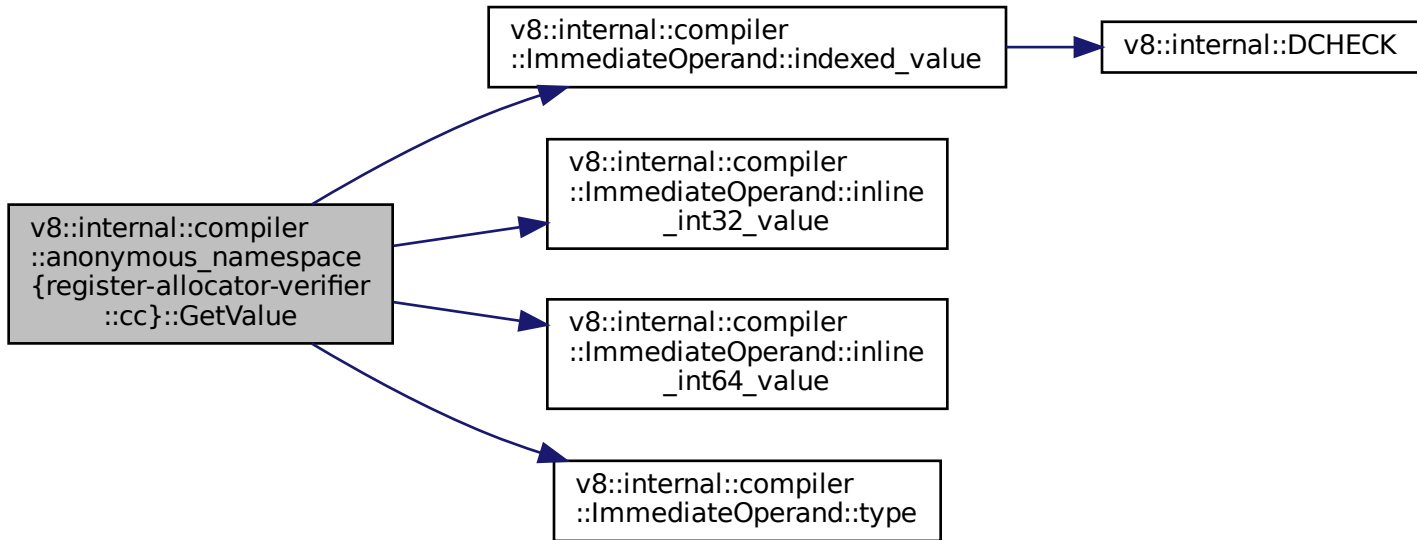 v8::internal::compiler
::anonymous_namespace
{register-allocator-verifier
::cc}::GetValue
v8::internal::compiler
::ImmediateOperand::indexed_value
v8::internal::DCHECK
v8::internal::compiler
::ImmediateOperand::inline
_int32_value
v8::internal::compiler
::ImmediateOperand::inline
_int64_value
v8::internal::compiler
::ImmediateOperand::type